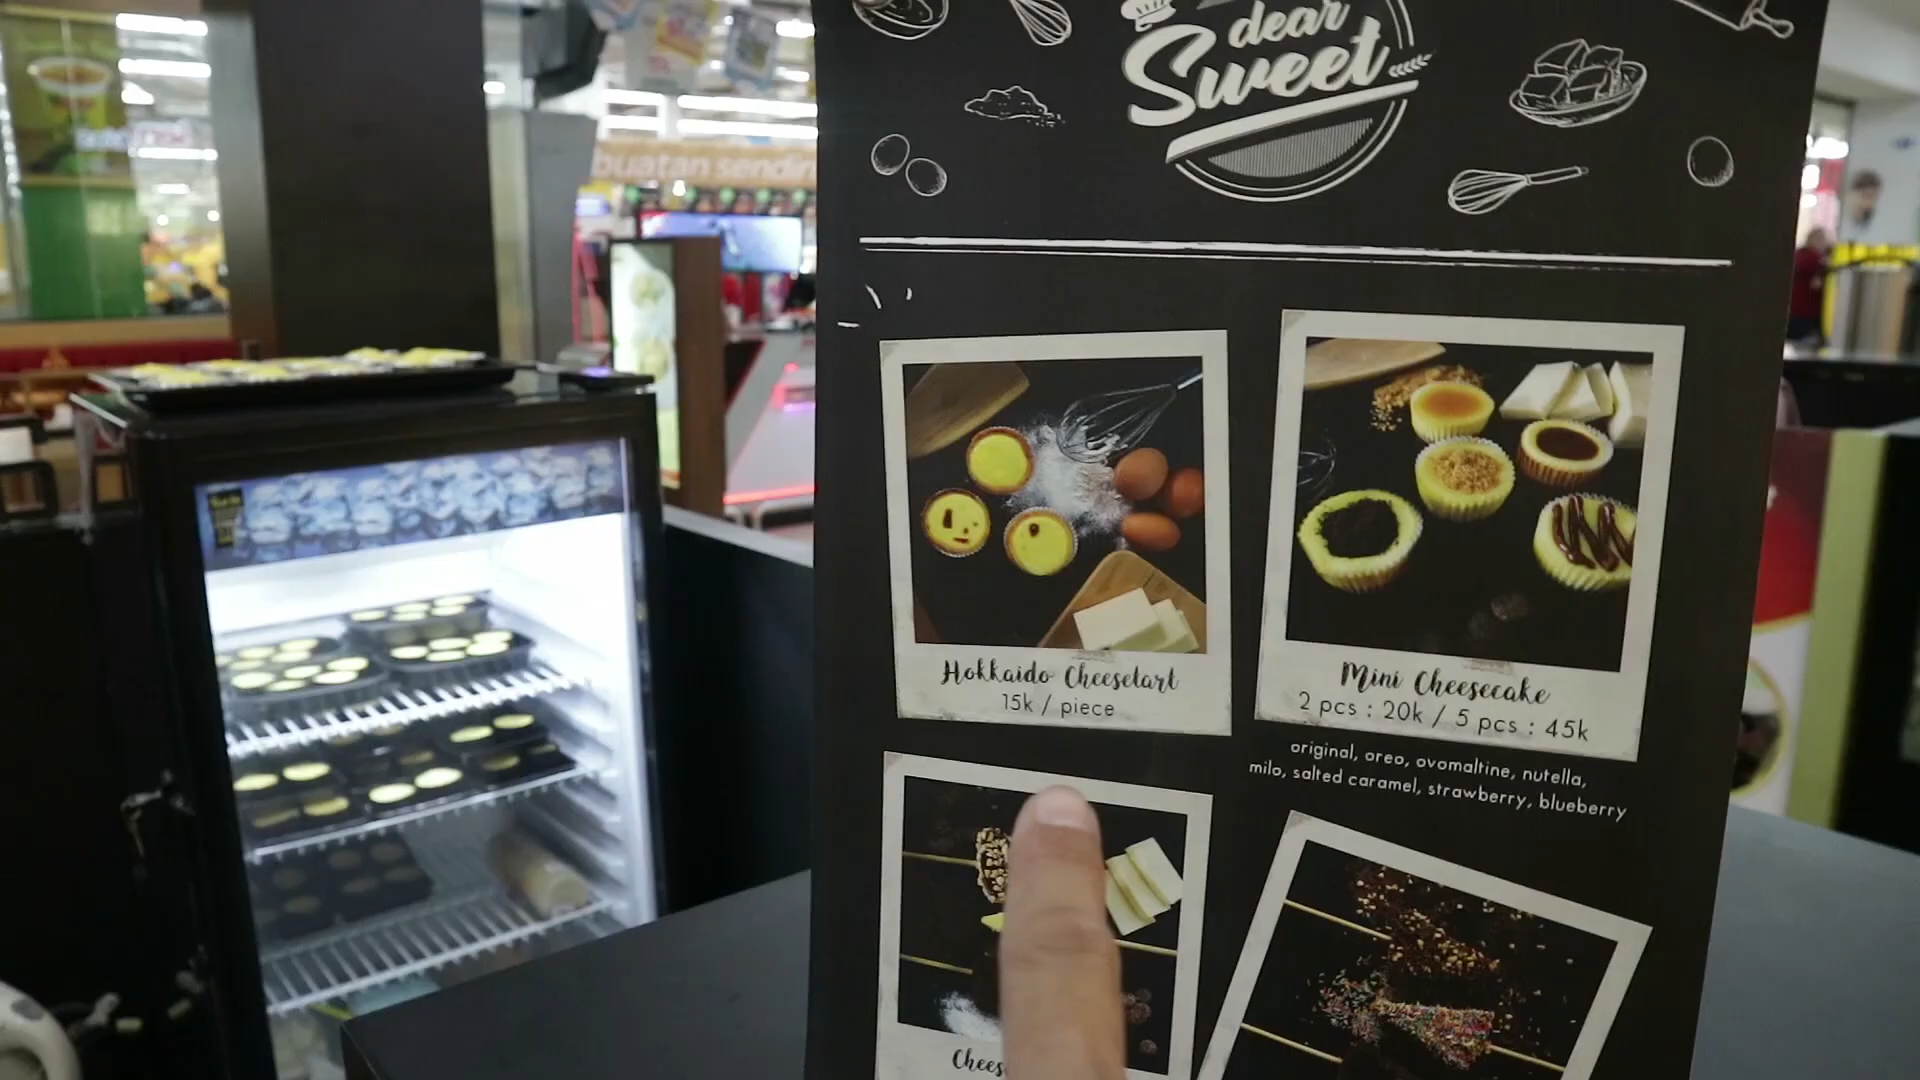 dear
Sweet
buatan sendiri
Hokkaido Cheesetart
15k / piece
Mini Cheesecake
2 pcs : 20k / 5 pcs : 45k
original, oreo, ovomaltine, nutella,
milo, salted caramel, strawberry, blueberry
Chees